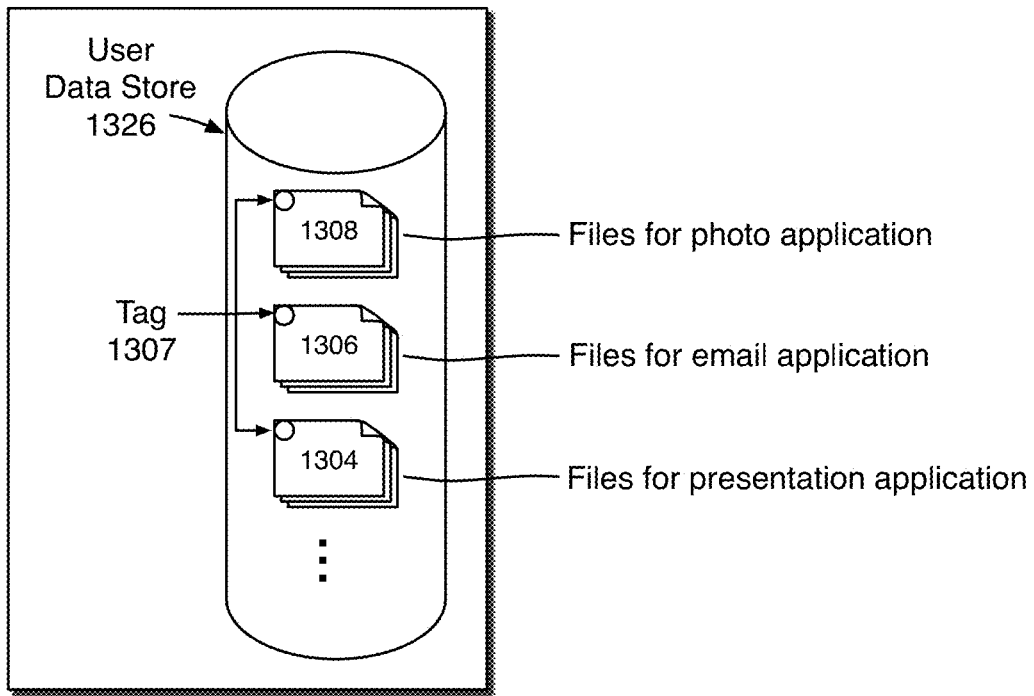 User
Data Store
1326
1308
Files for photo application
Tag
1307
1306
Files for email application
1304
Files for presentation application